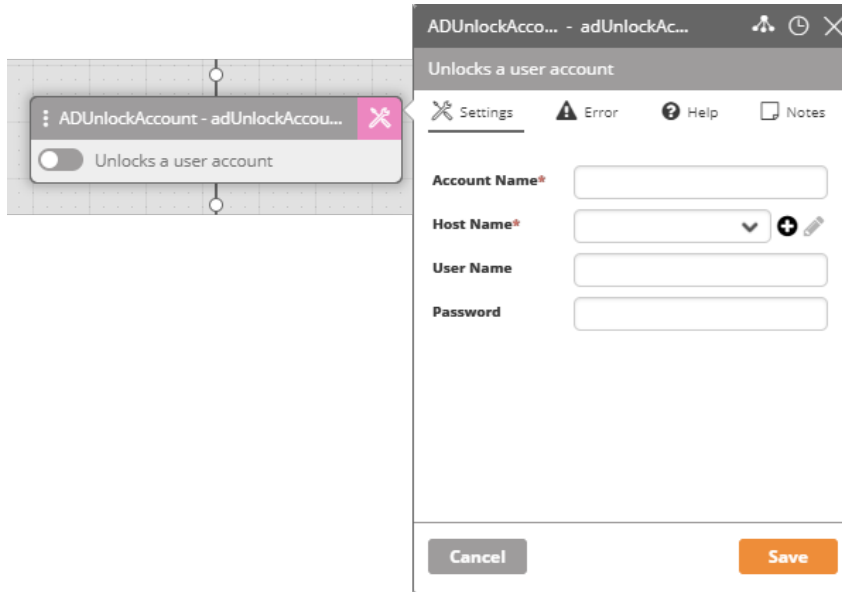 ADUnlockAccount - adUnlockAccou...
Unlocks a user account
ADUnlockAcco... - adUnlockAc...
Unlocks a user account
Settings Error Help Notes
Account Name*
Host Name*
User Name
Password
Cancel Save